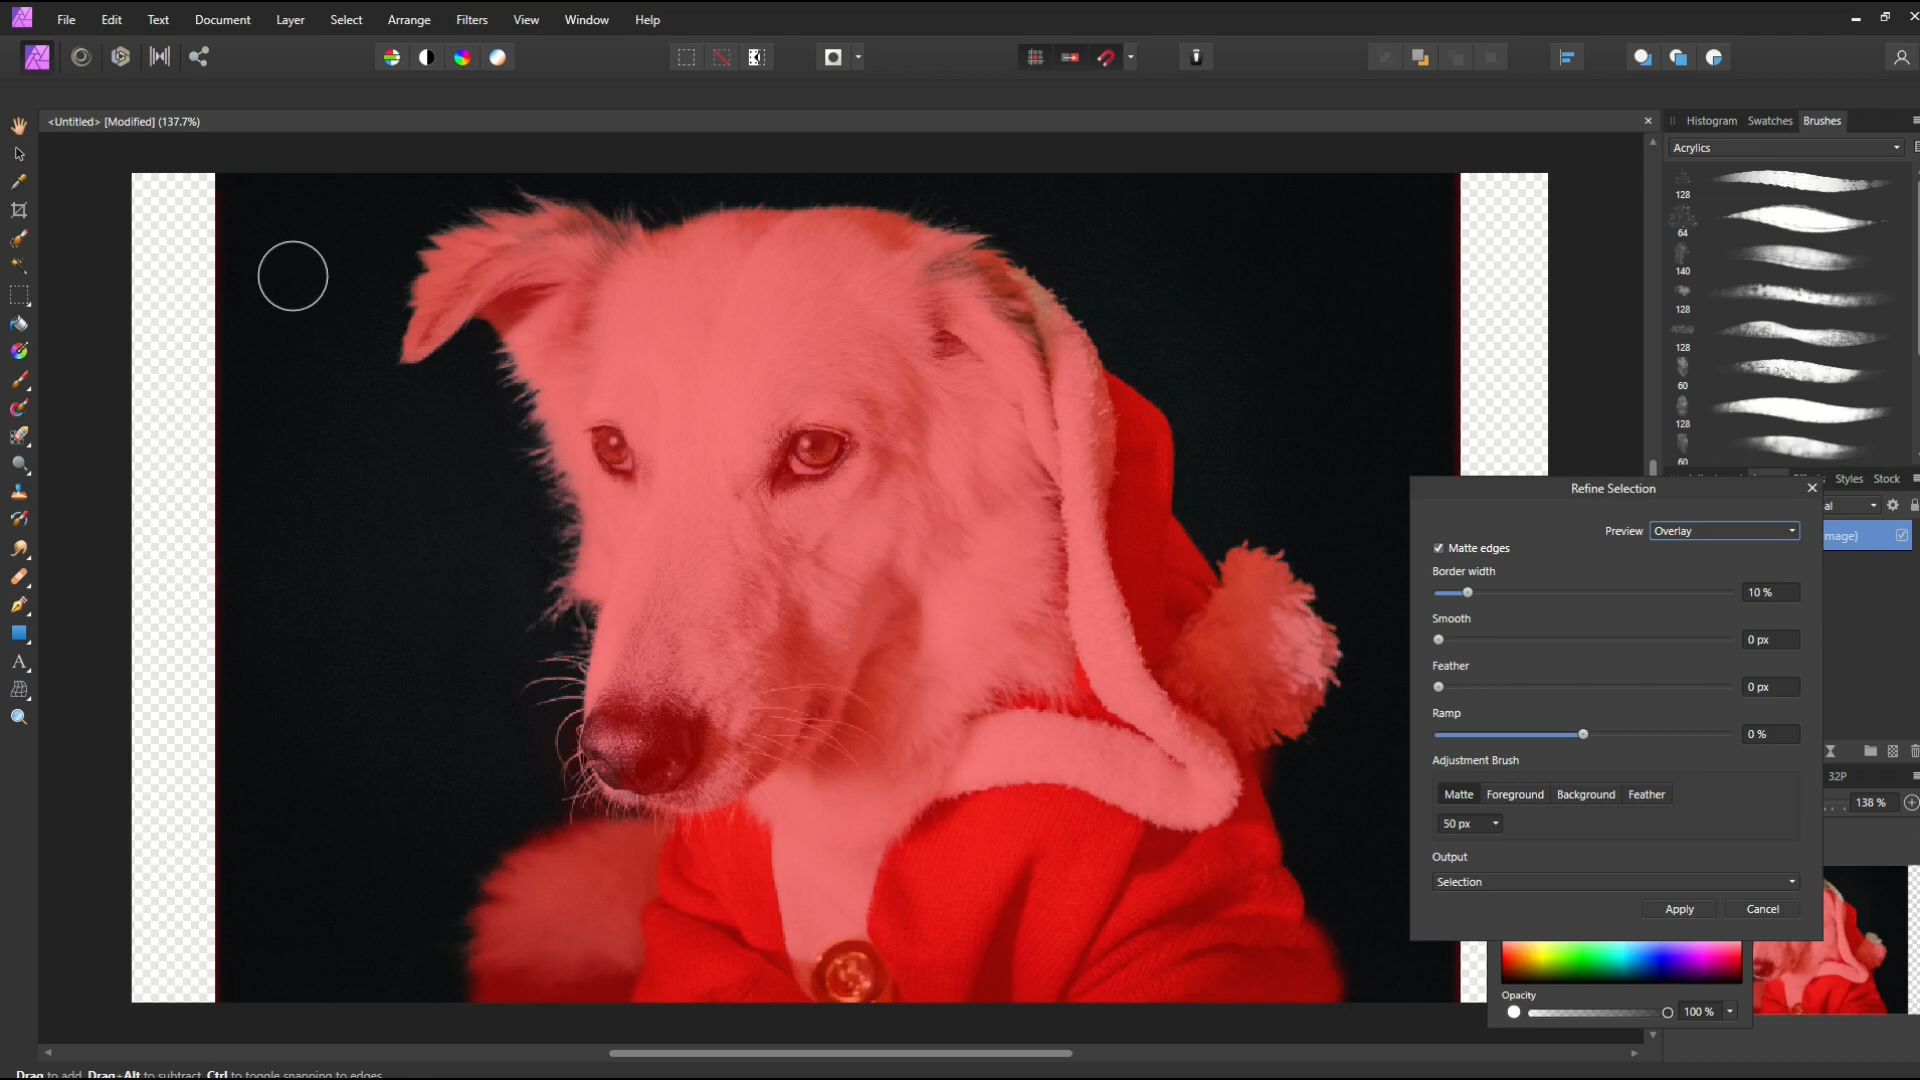 File Edit Text Document Layer Select Arrange Filters View Window Help
<Untitled> [Modified] (137.7%)
Histogram Swatches Brushes
Acrylics
128
64
140
128
128
60
128
60
Styles Stock
Refine Selection
Preview Overlay
Matte edges
Border width
10 %
Smooth
0 px
Feather
0 px
Ramp
0 %
Adjustment Brush
Matte Foreground Background Feather
50 px
Output
Selection
Apply Cancel
al
mage)
32P
138 %
Opacity
100 %
Drag to add. Drag+Alt to subtract. Ctrl to toggle snapping to edges.